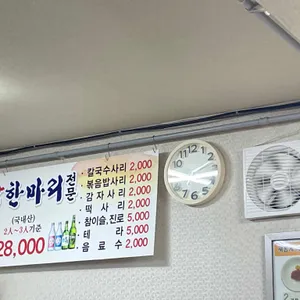 한마리 전문
(국내산)
2人~3人기준
28,000
· 칼국수사리 2,000
· 볶음밥사리 2,000
· 감자사리 2,000
· 떡 사리 2,000
· 참이슬,진로 5,000
· 테 라 5,000
· 음 료 수 2,000